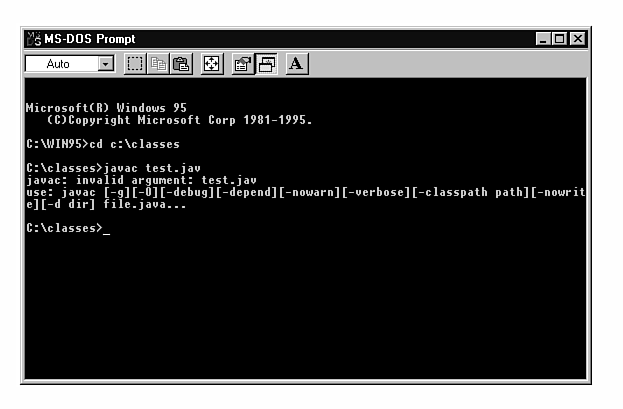 MS-DOS Prompt
Auto
A
Microsoft(R) Windows 95
(C)Copyright Microsoft Corp 1981-1995.
C:\WIN95>cd c:\classes
C:\classes>javac test.jav
javac: invalid argument: test.jav
use: javac [-g][-O][-debug][-depend][-nowarn][-verbose][-classpath path][-nowrit
e][-d dir] file.java...
C:\classes>_